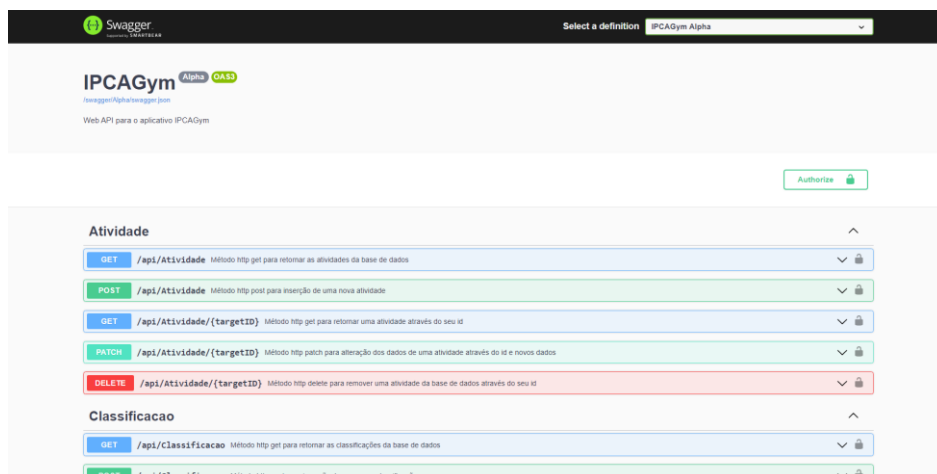 Swagger
Supported by SMARTBEAR
Select a definition
IPCAGym Alpha
IPCAGym Alpha OAS3
/swagger/Alpha/swagger.json
Web API para o aplicativo IPCAGym
Authorize
Atividade
GET /api/Atividade Método http get para retornar as atividades da base de dados
POST /api/Atividade Método http post para inserção de uma nova atividade
GET /api/Atividade/{targetID} Método http get para retornar uma atividade através do seu id
PATCH /api/Atividade/{targetID} Método http patch para alteração dos dados de uma atividade através do id e novos dados
DELETE /api/Atividade/{targetID} Método http delete para remover uma atividade da base de dados através do seu id
Classificacao
GET /api/Classificacao Método http get para retornar as classificações da base de dados